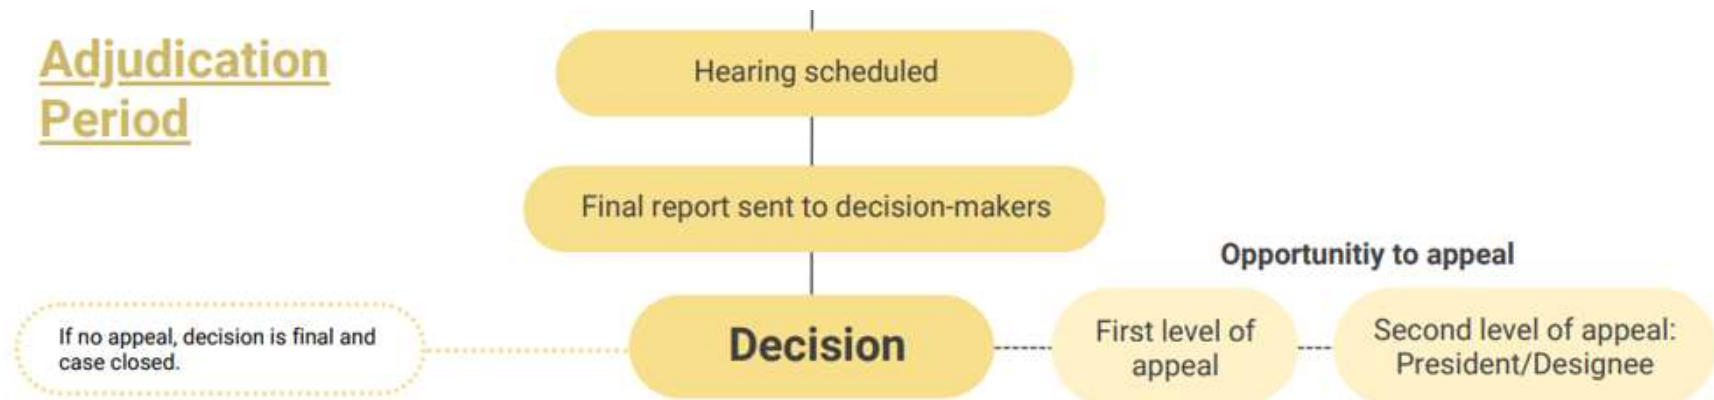 Adjudication
Period
Hearing scheduled
Final report sent to decision-makers
Opportunitiy to appeal
If no appeal, decision is final and
case closed.
Decision
First level of
appeal
Second level of appeal:
President/Designee